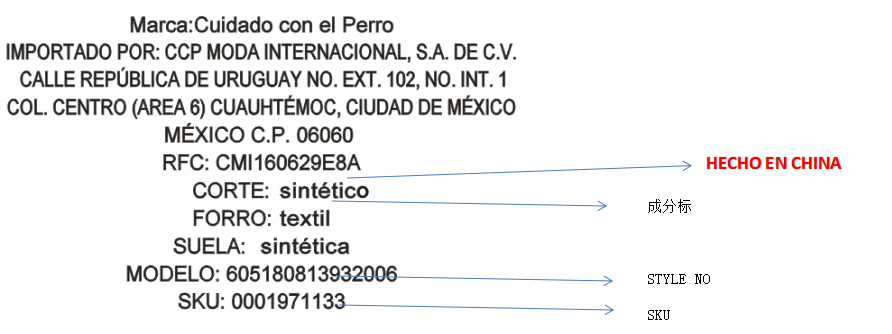 Marca:Cuidado con el Perro
IMPORTADO POR: CCP MODA INTERNACIONAL, S.A. DE C.V.
CALLE REPÚBLICA DE URUGUAY NO. EXT. 102, NO. INT. 1
COL. CENTRO (AREA 6) CUAUHTÉMOC, CIUDAD DE MÉXICO
MÉXICO C.P. 06060
RFC: CMI160629E8A
HECHO EN CHINA
CORTE: sintético
成分标
FORRO: textil
SUELA: sintética
MODELO: 605180813932006
STYLE NO
SKU: 0001971133
SKU